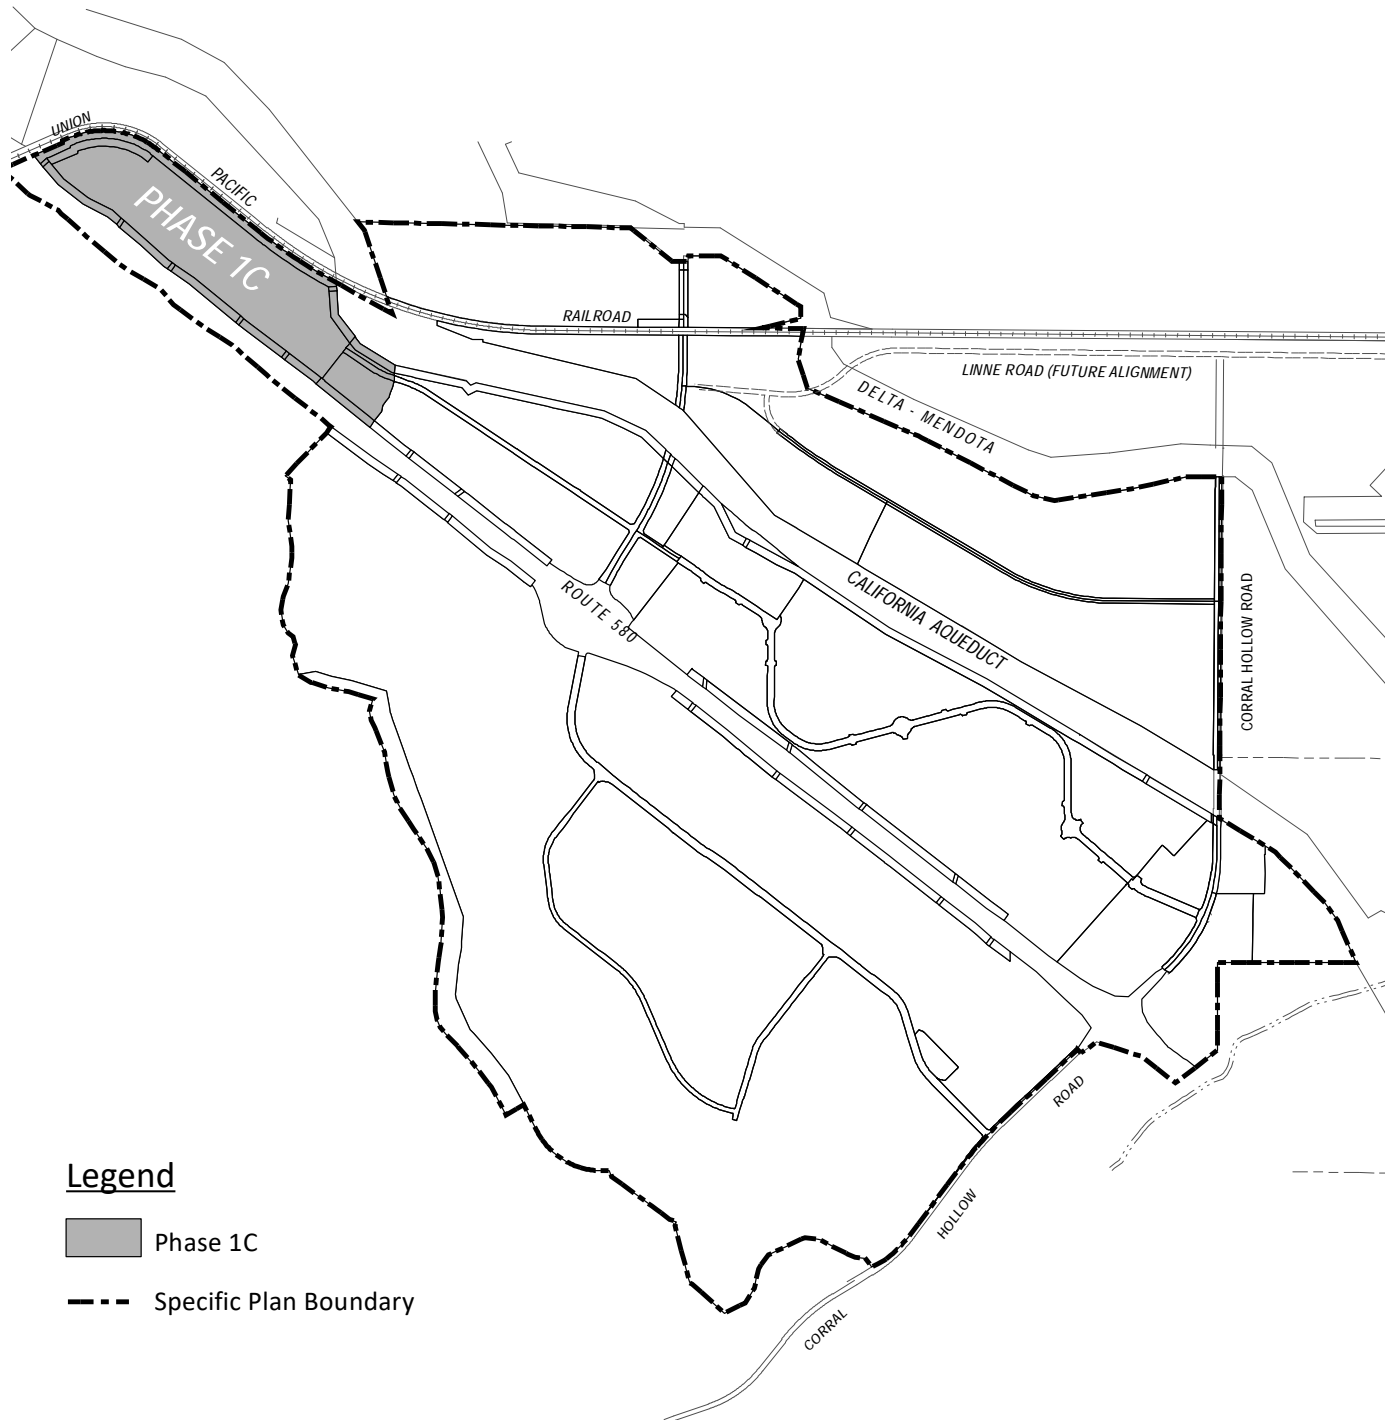 UNION
PACIFIC
PHASE 1C
RAILROAD
LINNE ROAD (FUTURE ALIGNMENT)
DELTA - MENDOTA
CALIFORNIA AQUEDUCT
ROUTE 580
CORRAL HOLLOW ROAD
ROAD
HOLLOW
CORRAL
Legend
Phase 1C
Specific Plan Boundary